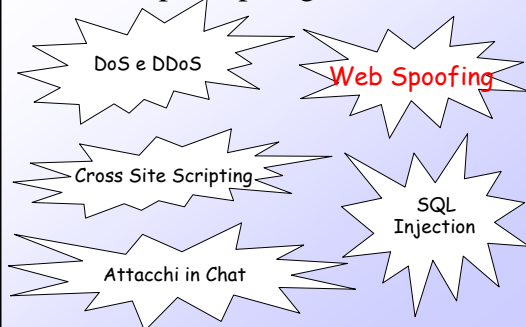 DoS e DDoS
Web Spoofing
Cross Site Scripting
SQL
Injection
Attacchi in Chat